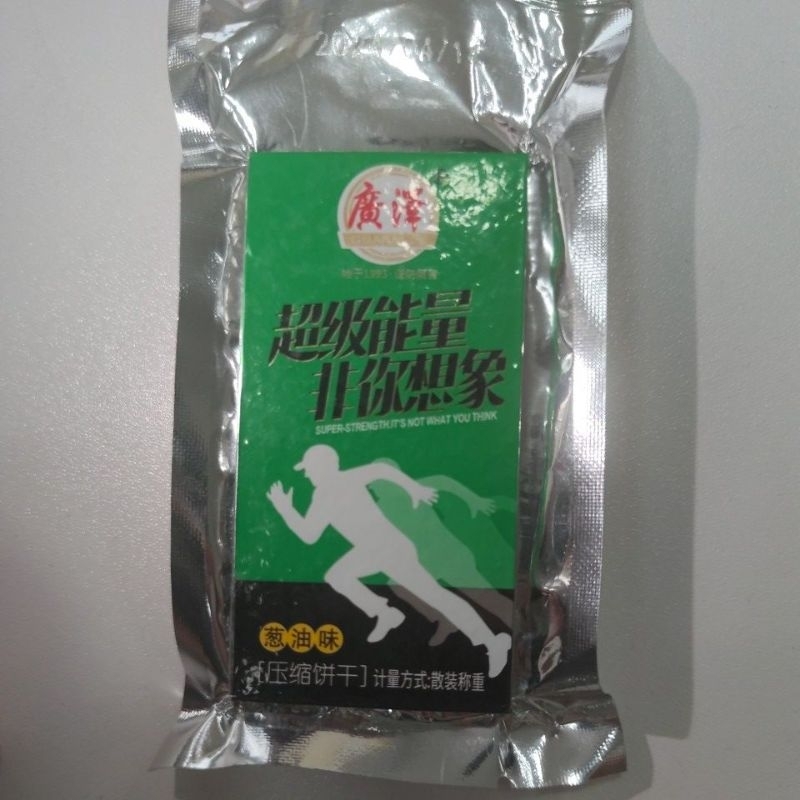 廣澤
超级能量
非你想象
SUPER-STRENGTH.IT'S NOT WHAT YOU THINK
葱油味
[压缩饼干] 计量方式:散装称重